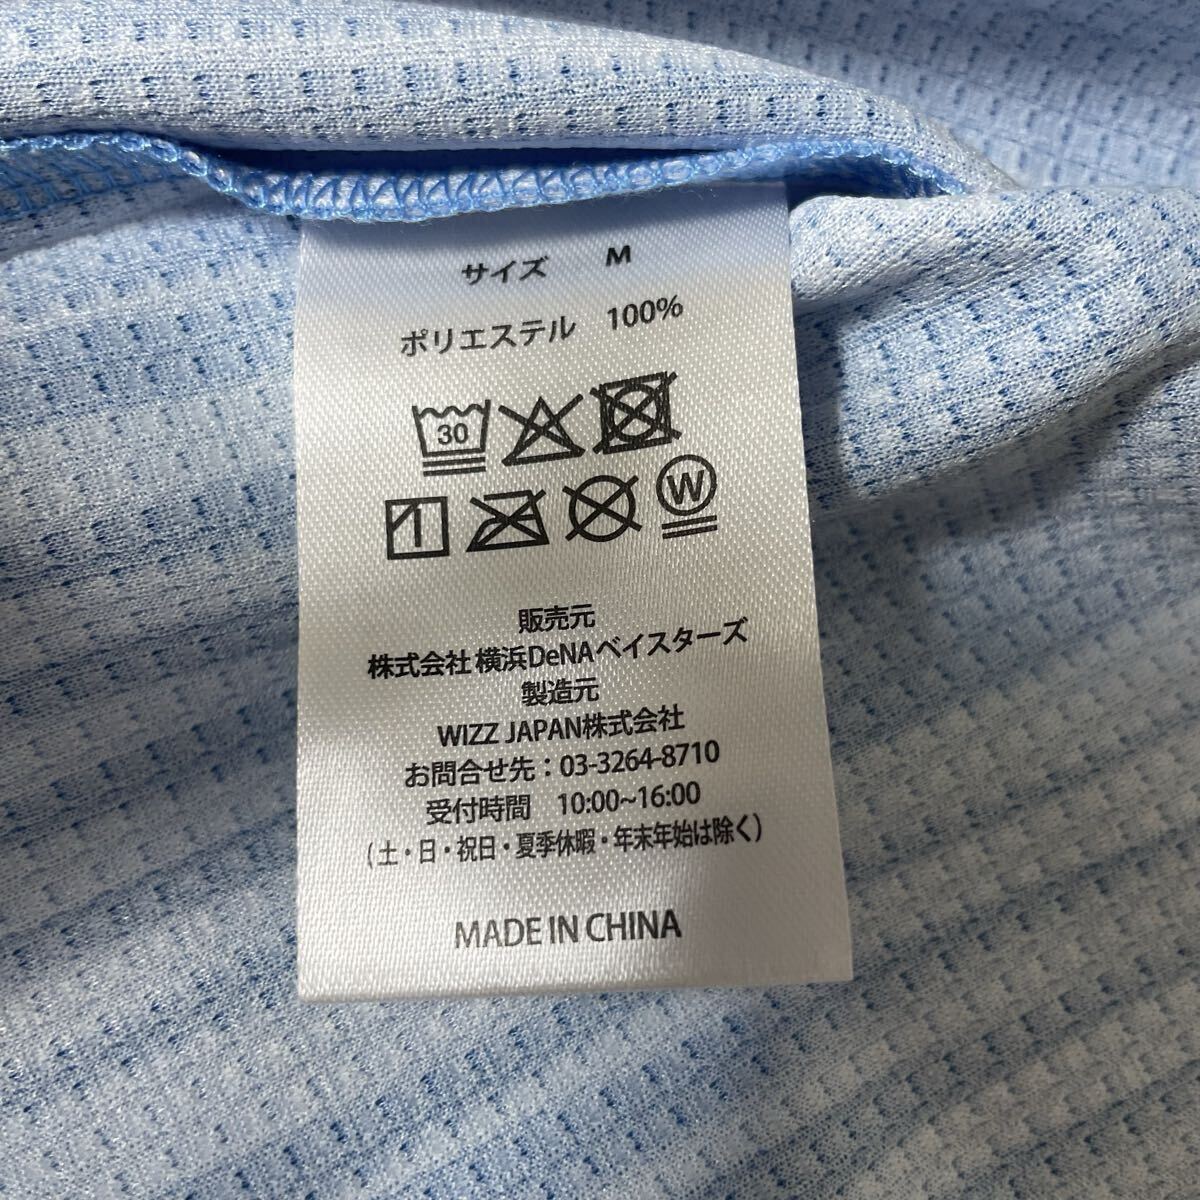 サイズ M
ポリエステル 100%
30
W
販売元
株式会社 横浜DeNAベイスターズ
製造元
WIZZ JAPAN株式会社
お問合せ先：03-3264-8710
受付時間 10:00~16:00
(土・日・祝日・夏季休暇・年末年始は除く)
MADE IN CHINA